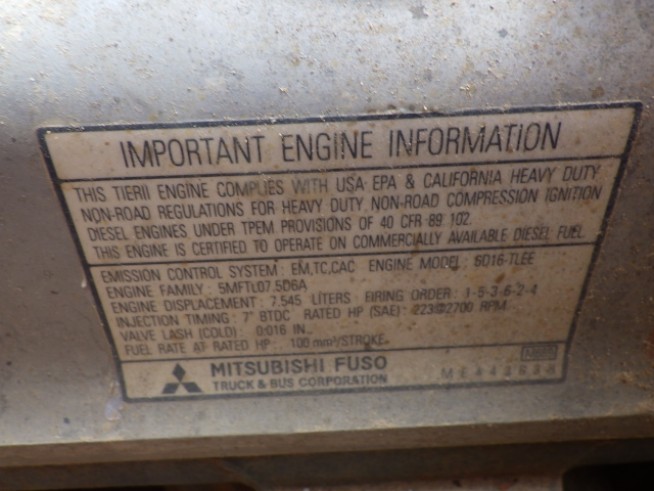 IMPORTANT ENGINE INFORMATION
THIS TIERII ENGINE COMPLIES WITH USA EPA & CALIFORNIA HEAVY DUTY
NON-ROAD REGULATIONS FOR HEAVY DUTY NON-ROAD COMPRESSION IGNITION
DIESEL ENGINES UNDER TPEM PROVISIONS OF 40 CFR 89 102.
THIS ENGINE IS CERTIFIED TO OPERATE ON COMMERCIALLY AVAILABLE DIESEL FUEL
EMISSION CONTROL SYSTEM : EM,TC,CAC ENGINE MODEL : 6D16-TLEE
ENGINE FAMILY : 5MFTL07.5D6A
ENGINE DISPLACEMENT : 7.545 LITERS FIRING ORDER : 1-5-3-6-2-4
INJECTION TIMING : 7° BTDC RATED HP (SAE) : 223@2700 RPM
VALVE LASH (COLD) : 0.016 IN.
FUEL RATE AT RATED HP : 100 mm³/STROKE.
MITSUBISHI FUSO
TRUCK & BUS CORPORATION